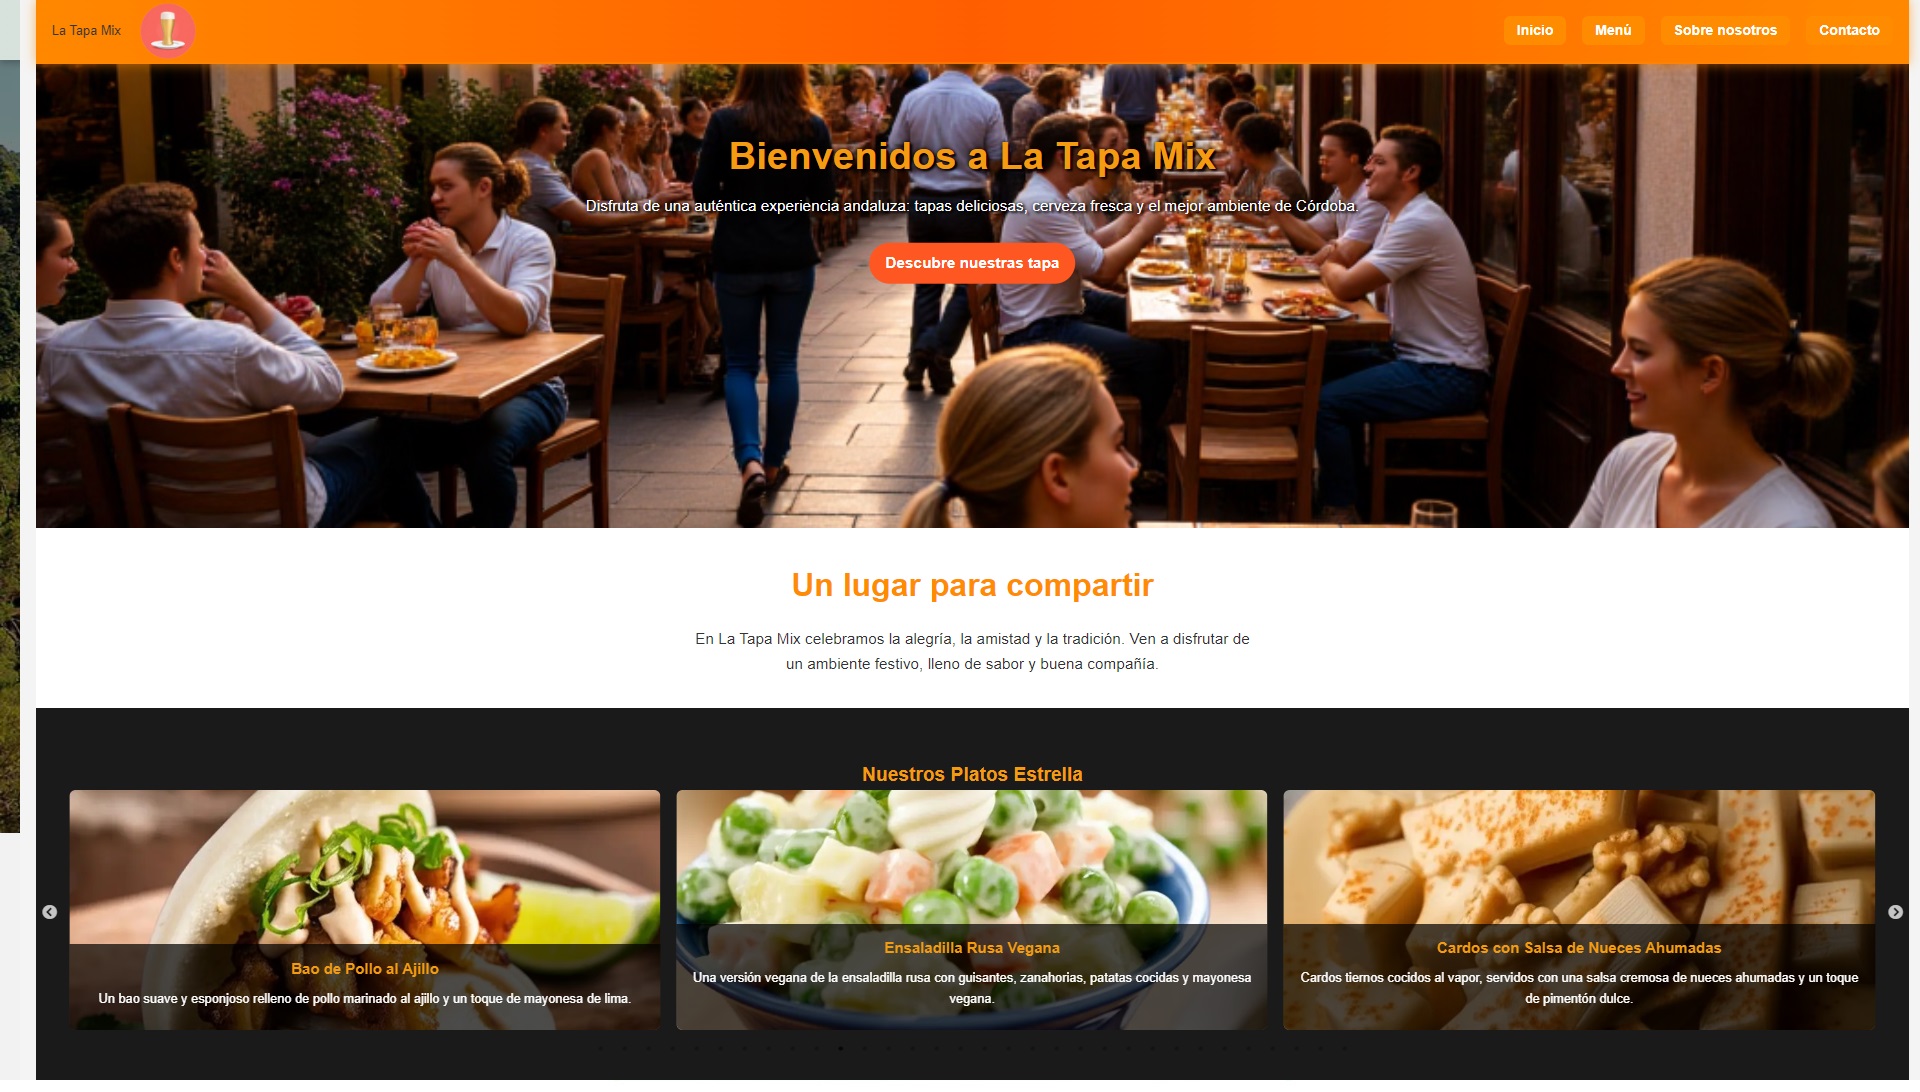 La Tapa Mix
Inicio
Menú
Sobre nosotros
Contacto
Bienvenidos a La Tapa Mix
Disfruta de una auténtica experiencia andaluza: tapas deliciosas, cerveza fresca y el mejor ambiente de Córdoba.
Descubre nuestras tapa
Un lugar para compartir
En La Tapa Mix celebramos la alegría, la amistad y la tradición. Ven a disfrutar de
un ambiente festivo, lleno de sabor y buena compañía.
Nuestros Platos Estrella
Bao de Pollo al Ajillo
Un bao suave y esponjoso relleno de pollo marinado al ajillo y un toque de mayonesa de lima.
Ensaladilla Rusa Vegana
Una versión vegana de la ensaladilla rusa con guisantes, zanahorias, patatas cocidas y mayonesa
vegana.
Cardos con Salsa de Nueces Ahumadas
Cardos tiernos cocidos al vapor, servidos con una salsa cremosa de nueces ahumadas y un toque
de pimentón dulce.